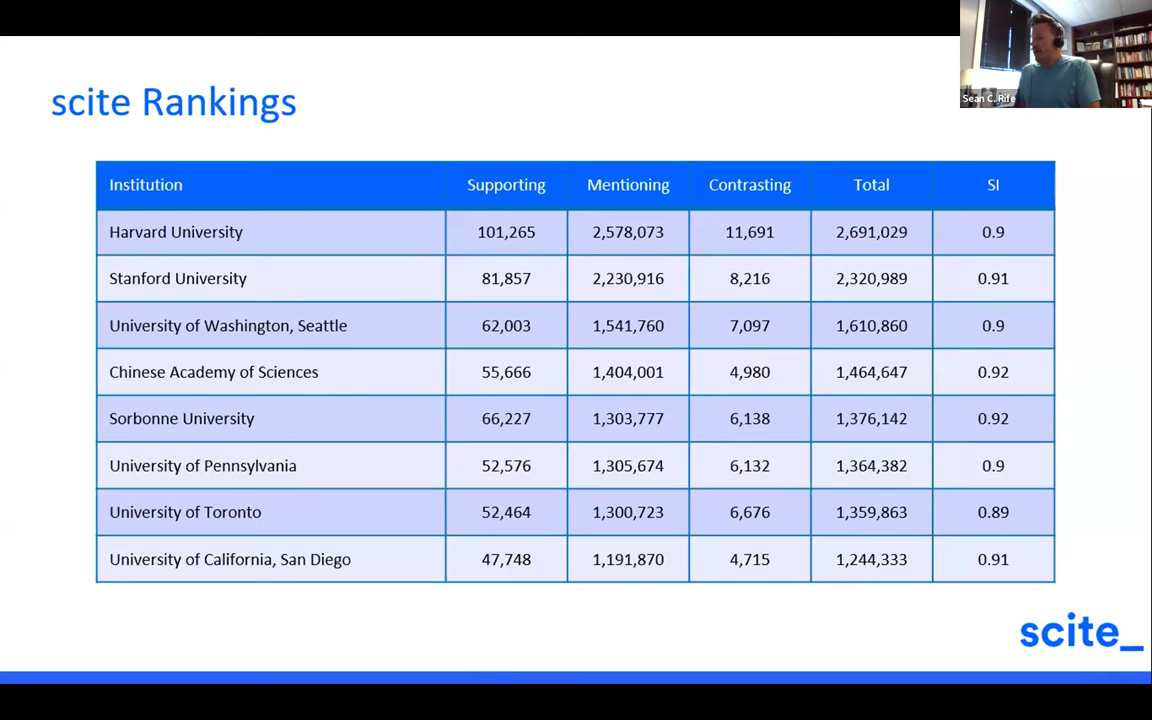 Sean C. Rife
scite Rankings
Institution Supporting Mentioning Contrasting Total SI
Harvard University 101,265 2,578,073 11,691 2,691,029 0.9
Stanford University 81,857 2,230,916 8,216 2,320,989 0.91
University of Washington, Seattle 62,003 1,541,760 7,097 1,610,860 0.9
Chinese Academy of Sciences 55,666 1,404,001 4,980 1,464,647 0.92
Sorbonne University 66,227 1,303,777 6,138 1,376,142 0.92
University of Pennsylvania 52,576 1,305,674 6,132 1,364,382 0.9
University of Toronto 52,464 1,300,723 6,676 1,359,863 0.89
University of California, San Diego 47,748 1,191,870 4,715 1,244,333 0.91
scite_